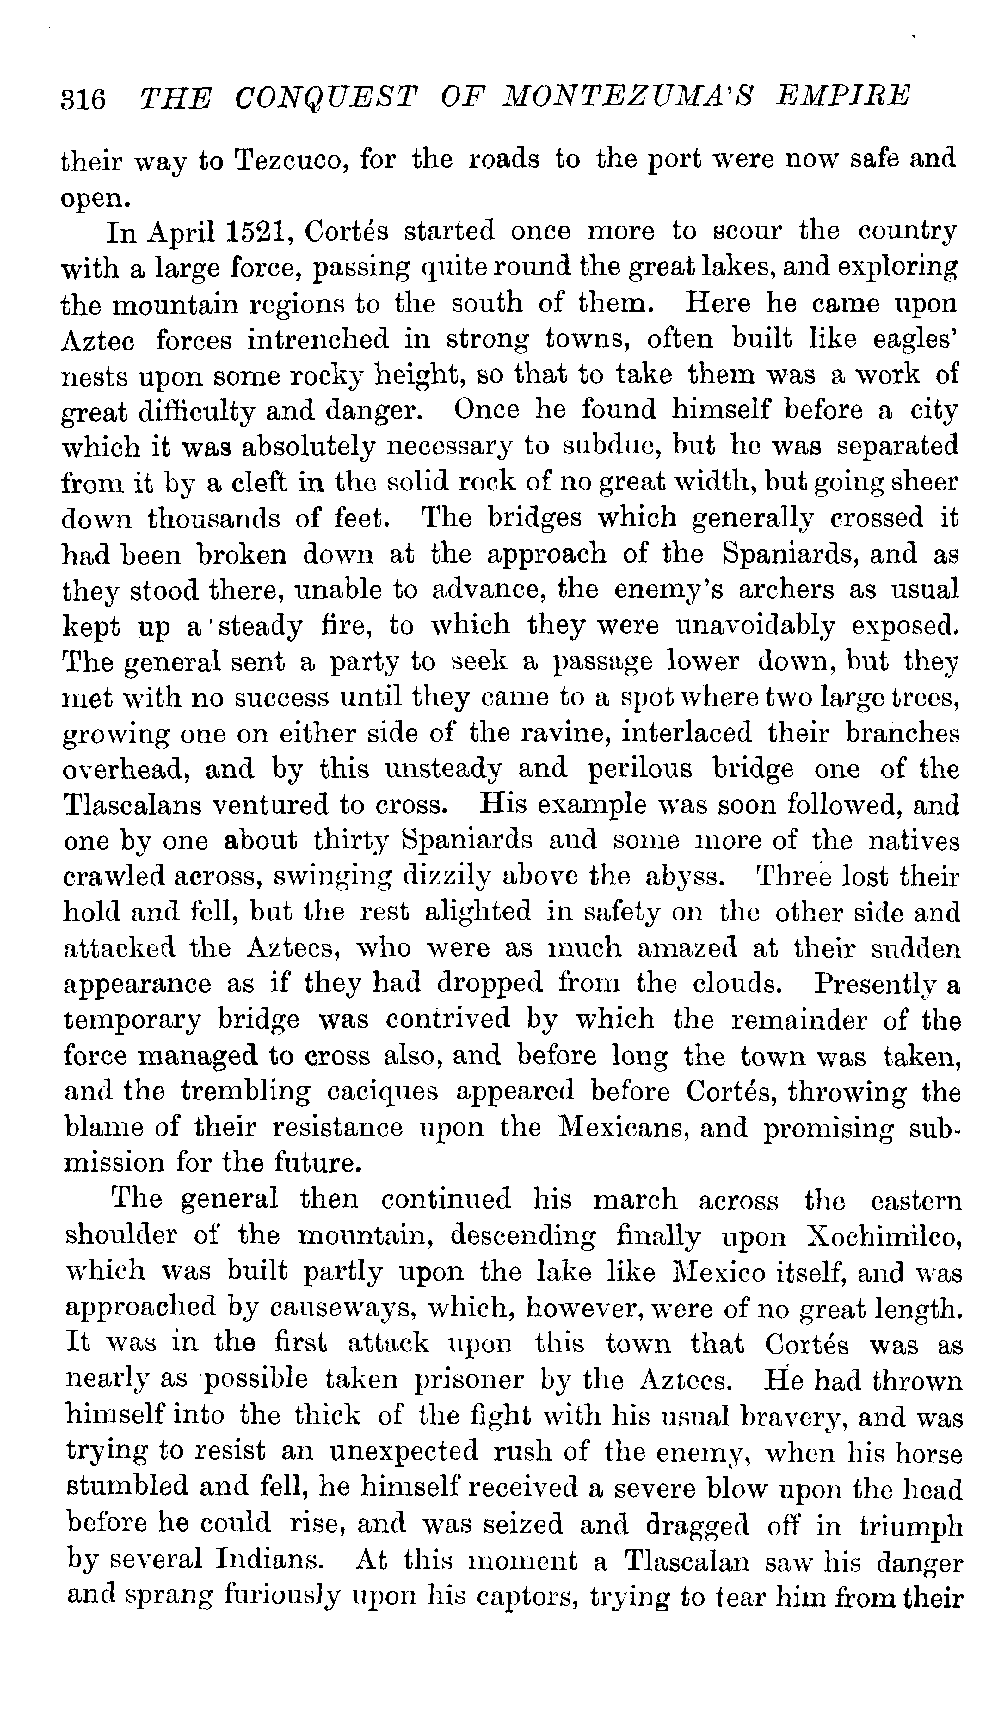 316 THE CONQUEST OF MONTEZUMA'S EMPIRE
their way to Tezcuco, for the roads to the port were now safe and
open.
In April 1521, Cortés started once more to scour the country
with a large force, passing quite round the great lakes, and exploring
the mountain regions to the south of them. Here he came upon
Aztec forces intrenched in strong towns, often built like eagles'
nests upon some rocky height, so that to take them was a work of
great difficulty and danger. Once he found himself before a city
which it was absolutely necessary to subdue, but he was separated
from it by a cleft in the solid rock of no great width, but going sheer
down thousands of feet. The bridges which generally crossed it
had been broken down at the approach of the Spaniards, and as
they stood there, unable to advance, the enemy's archers as usual
kept up a steady fire, to which they were unavoidably exposed.
The general sent a party to seek a passage lower down, but they
met with no success until they came to a spot where two large trees,
growing one on either side of the ravine, interlaced their branches
overhead, and by this unsteady and perilous bridge one of the
Tlascalans ventured to cross. His example was soon followed, and
one by one about thirty Spaniards and some more of the natives
crawled across, swinging dizzily above the abyss. Three lost their
hold and fell, but the rest alighted in safety on the other side and
attacked the Aztecs, who were as much amazed at their sudden
appearance as if they had dropped from the clouds. Presently a
temporary bridge was contrived by which the remainder of the
force managed to cross also, and before long the town was taken,
and the trembling caciques appeared before Cortés, throwing the
blame of their resistance upon the Mexicans, and promising sub-
mission for the future.
The general then continued his march across the eastern
shoulder of the mountain, descending finally upon Xochimilco,
which was built partly upon the lake like Mexico itself, and was
approached by causeways, which, however, were of no great length.
It was in the first attack upon this town that Cortés was as
nearly as possible taken prisoner by the Aztecs. He had thrown
himself into the thick of the fight with his usual bravery, and was
trying to resist an unexpected rush of the enemy, when his horse
stumbled and fell, he himself received a severe blow upon the head
before he could rise, and was seized and dragged off in triumph
by several Indians. At this moment a Tlascalan saw his danger
and sprang furiously upon his captors, trying to tear him from their